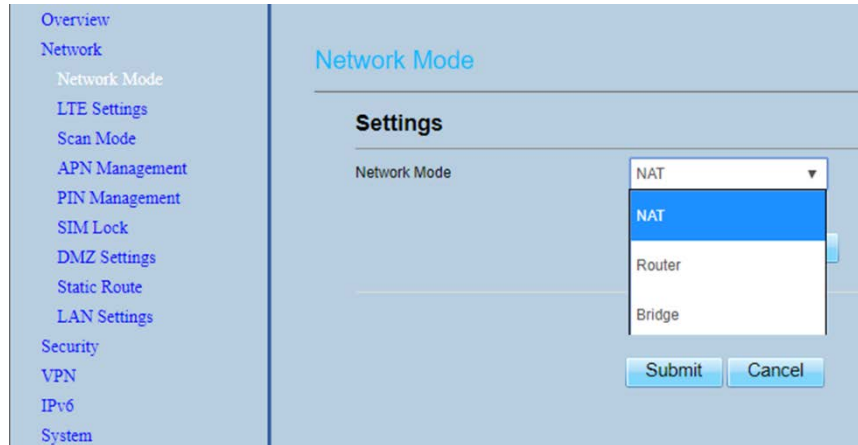 Overview
Network
Network Mode
LTE Settings
Scan Mode
APN Management
PIN Management
SIM Lock
DMZ Settings
Static Route
LAN Settings
Security
VPN
IPv6
System
Network Mode
Settings
Network Mode
NAT
NAT
Router
Bridge
Submit Cancel